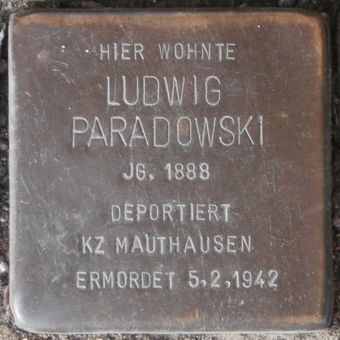 HIER WOHNTE
LUDWIG
PARADOWSKI
JG. 1888
DEPORTIERT
KZ MAUTHAUSEN
ERMORDET 5.2.1942